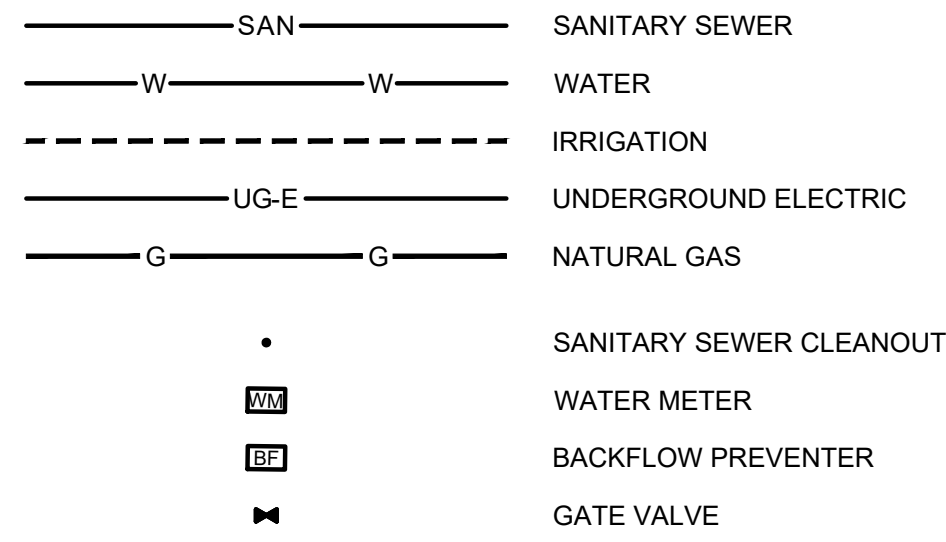 SAN SANITARY SEWER
W W WATER
IRRIGATION
UG-E UNDERGROUND ELECTRIC
G G NATURAL GAS
SANITARY SEWER CLEANOUT
WM WATER METER
BF BACKFLOW PREVENTER
GATE VALVE